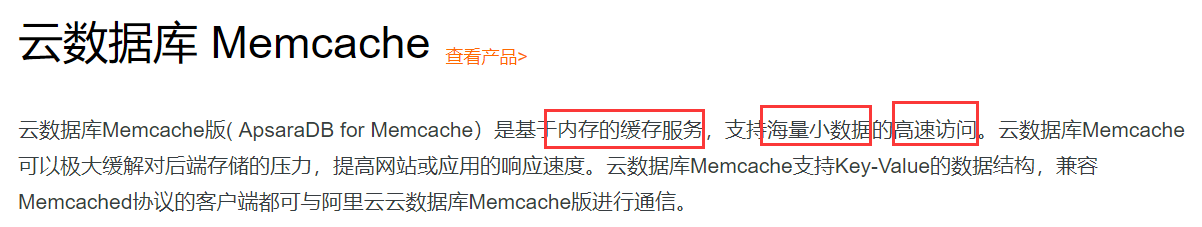 云数据库 Memcache 查看产品>
云数据库Memcache版( ApsaraDB for Memcache）是基于内存的缓存服务，支持海量小数据的高速访问。云数据库Memcache
可以极大缓解对后端存储的压力，提高网站或应用的响应速度。云数据库Memcache支持Key-Value的数据结构，兼容
Memcached协议的客户端都可与阿里云云数据库Memcache版进行通信。